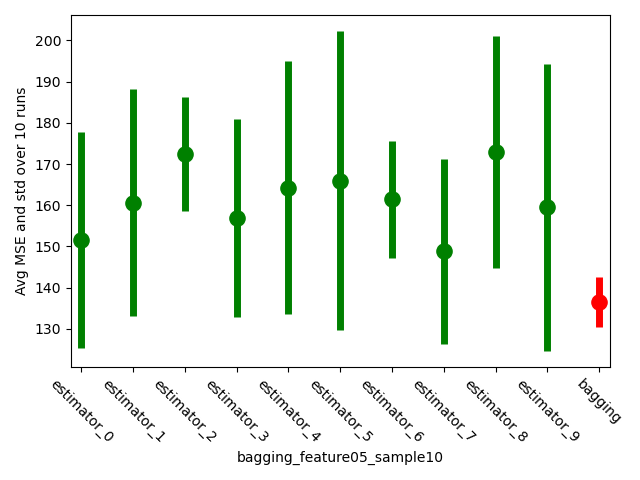 Avg MSE and std over 10 runs
200
190
180
170
160
150
140
130
estimator_0
estimator_1
estimator_2
estimator_3
estimator_4
estimator_5
estimator_6
estimator_7
estimator_8
estimator_9
bagging
bagging_feature05_sample10